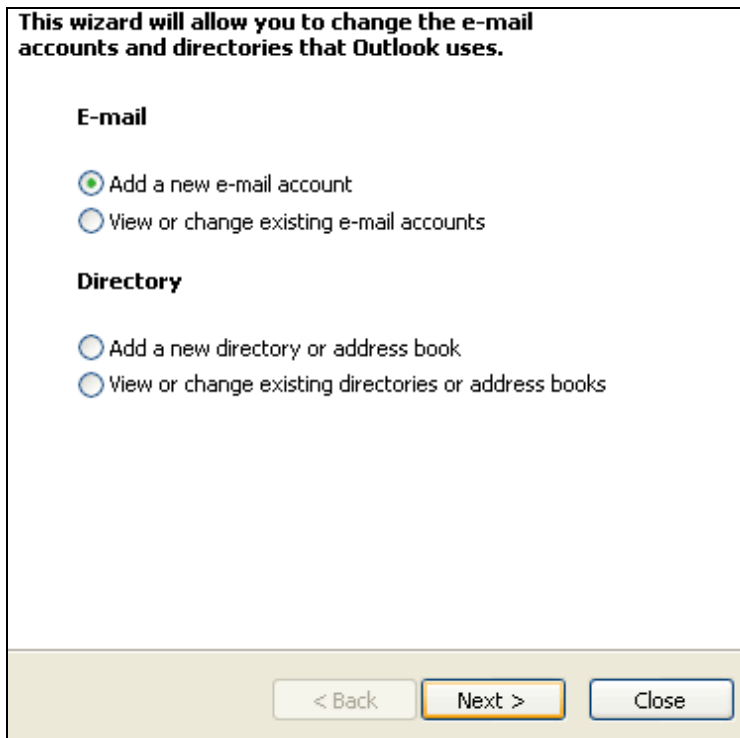 This wizard will allow you to change the e-mail
accounts and directories that Outlook uses.
E-mail
Add a new e-mail account
View or change existing e-mail accounts
Directory
Add a new directory or address book
View or change existing directories or address books
< Back Next > Close